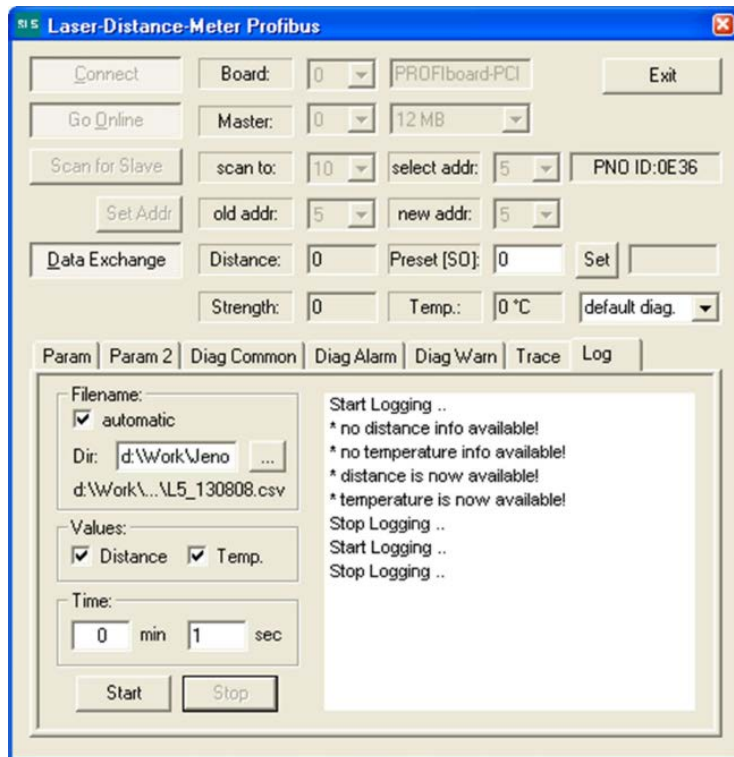 SLS Laser-Distance-Meter Profibus
Connect Board: 0 PROFIboard-PCI Exit
Go Online Master: 0 12 MB
Scan for Slave scan to: 10 select addr: 5 PNO ID:0E36
Set Addr old addr: 5 new addr: 5
Data Exchange Distance: 0 Preset [SO]: 0 Set
Strength: 0 Temp.: 0 °C default diag.
Param Param 2 Diag Common Diag Alarm Diag Warn Trace Log
Filename:
automatic
Dir: d:\Work\Jeno ...
d:\Work\...\L5_130808.csv
Values:
Distance Temp.
Time:
0 min 1 sec
Start Stop
Start Logging ..
* no distance info available!
* no temperature info available!
* distance is now available!
* temperature is now available!
Stop Logging ..
Start Logging ..
Stop Logging ..